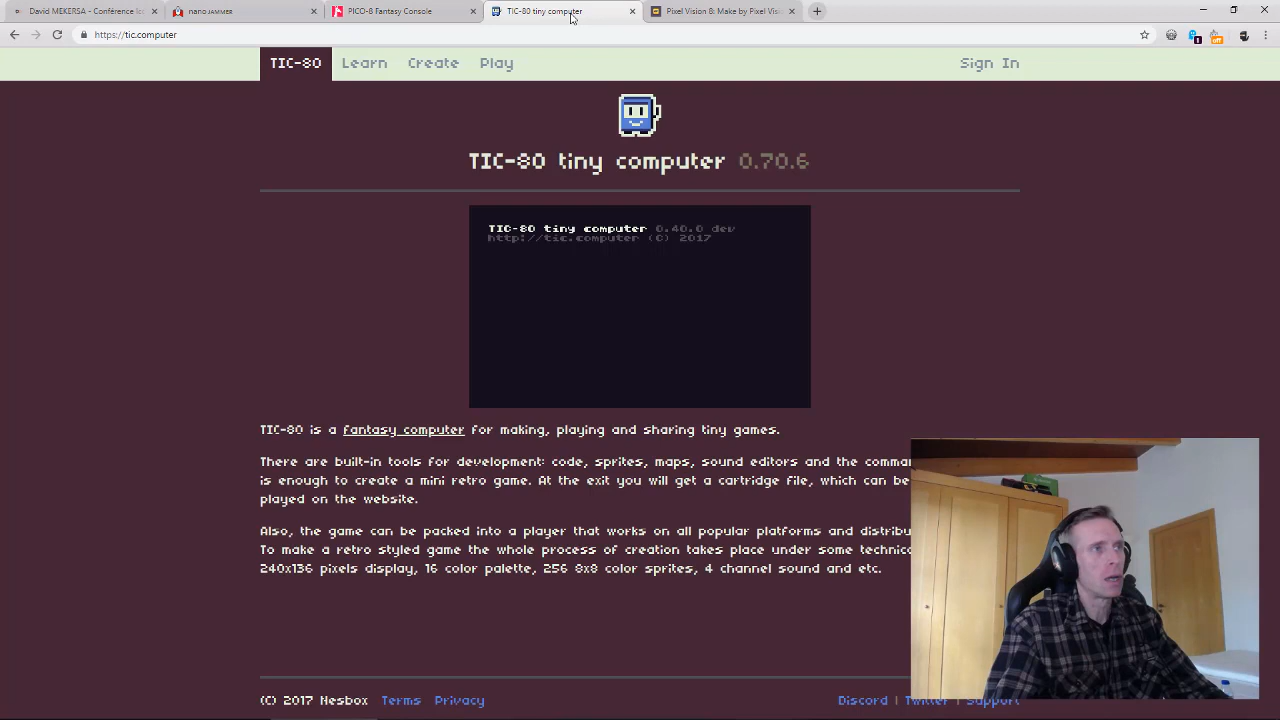 David MEKERSA - Conférence
nanoJAMMER
PICO-8 Fantasy Console
TIC-80 tiny computer
Pixel Vision 8: Make by Pixel Visi
https://tic.computer
TIC-80 Learn Create Play Sign In
TIC-80 tiny computer 0.70.6
TIC-80 tiny computer 0.40.0 dev
http://tic.computer (C) 2017
TIC-80 is a fantasy computer for making, playing and sharing tiny games.
There are built-in tools for development: code, sprites, maps, sound editors and the comma
is enough to create a mini retro game. At the exit you will get a cartridge file, which can be
played on the website.
Also, the game can be packed into a player that works on all popular platforms and distribu
To make a retro styled game the whole process of creation takes place under some technic
240x136 pixels display, 16 color palette, 256 8x8 color sprites, 4 channel sound and etc.
(C) 2017 Nesbox Terms Privacy Discord | Twitter | Support